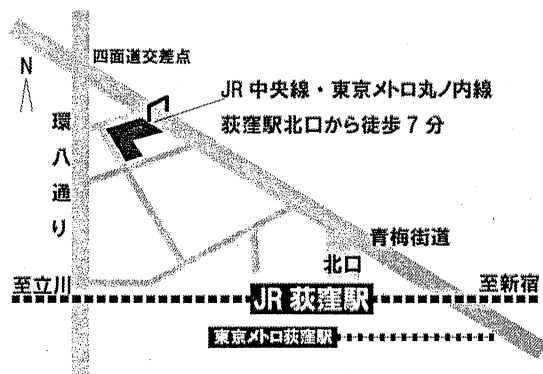 四面道交差点
N
JR 中央線・東京メトロ丸ノ内線
荻窪駅北口から徒歩 7 分
環八通り
青梅街道
北口
至立川
至新宿
JR 荻窪駅
東京メトロ荻窪駅